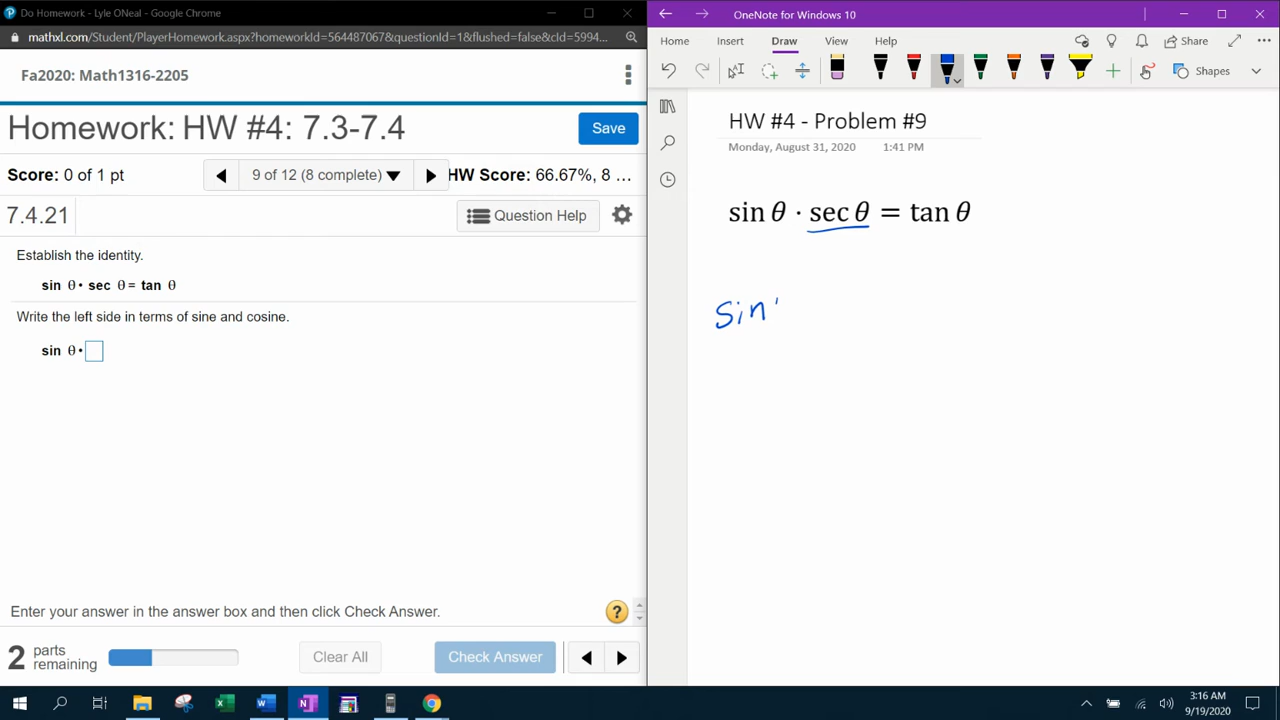 Do Homework - Lyle ONeal - Google Chrome
mathxl.com/Student/PlayerHomework.aspx?homeworkId=564487067&questionId=1&flushed=false&cId=5994...
Fa2020: Math1316-2205
Homework: HW #4: 7.3-7.4
Save
Score: 0 of 1 pt
9 of 12 (8 complete)
HW Score: 66.67%, 8 ...
7.4.21
Question Help
Establish the identity.
sin θ • sec θ = tan θ
Write the left side in terms of sine and cosine.
sin θ •
Enter your answer in the answer box and then click Check Answer.
?
2 parts remaining
Clear All
Check Answer
OneNote for Windows 10
Home Insert Draw View Help
Share
Shapes
HW #4 - Problem #9
Monday, August 31, 2020 1:41 PM
sin θ · sec θ = tan θ
sin
3:16 AM
9/19/2020